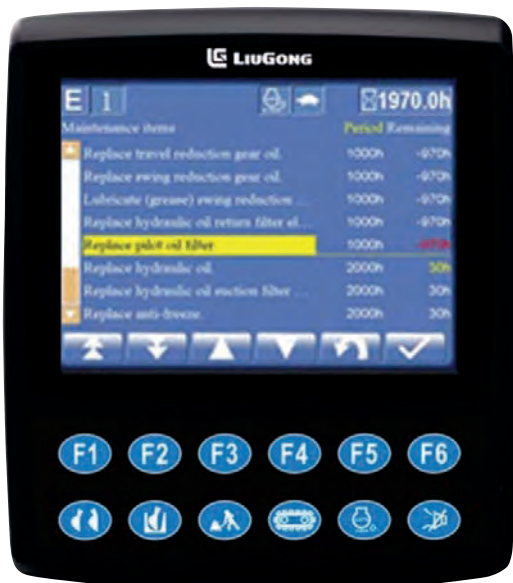 LG LiuGong
E 1 1970.0h
Maintenance items Period Remaining
Replace travel reduction gear oil. 1000h -970h
Replace swing reduction gear oil. 1000h -970h
Lubricate (grease) swing reduction ... 1000h -970h
Replace hydraulic oil return filter el... 1000h -970h
Replace pilot oil filter 1000h -970h
Replace hydraulic oil. 2000h 30h
Replace hydraulic oil suction filter ... 2000h 30h
Replace anti-freeze. 2000h 30h
F1 F2 F3 F4 F5 F6